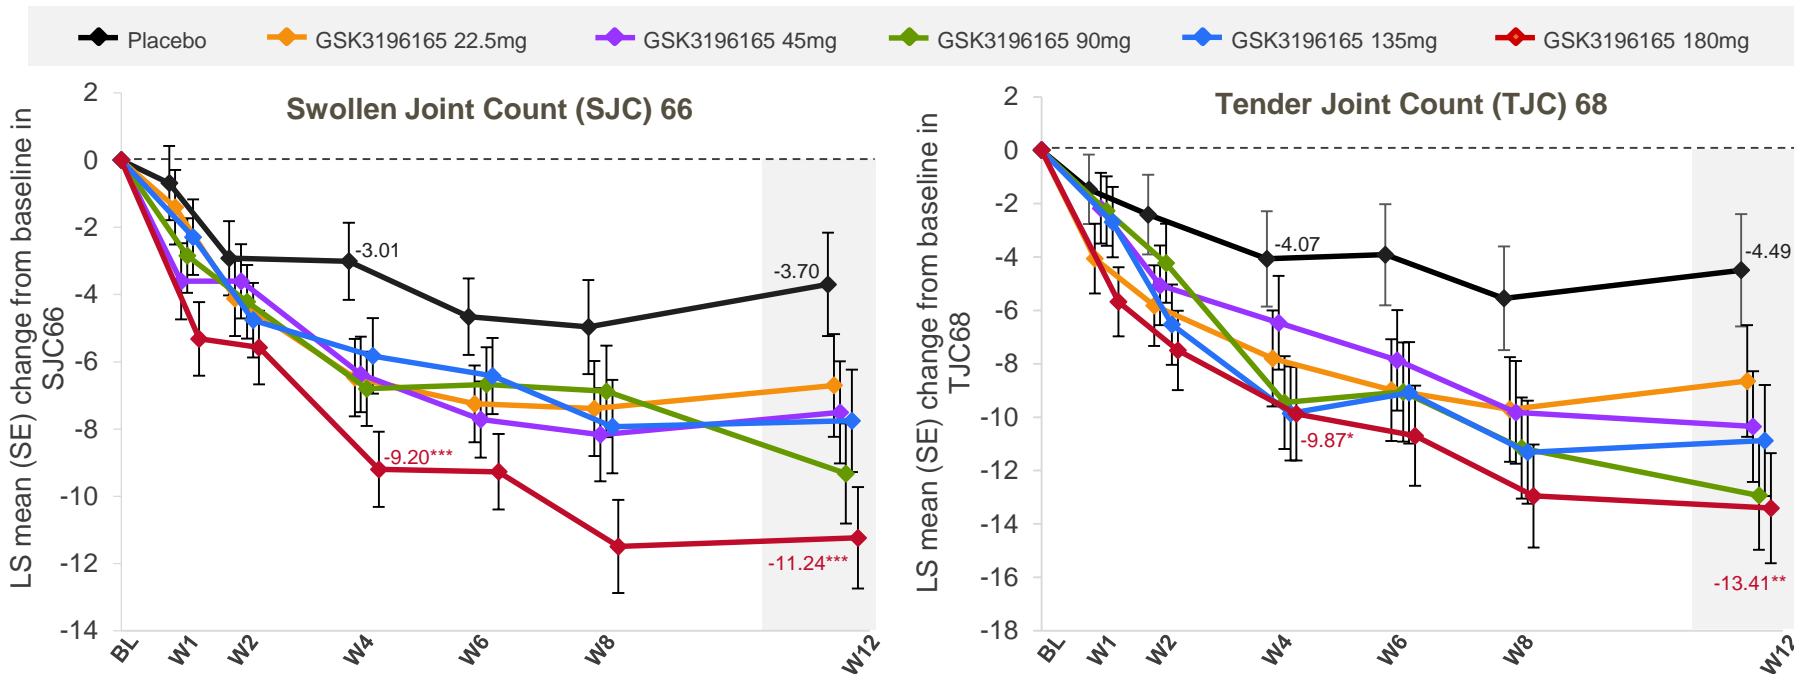 Placebo
GSK3196165 22.5mg
GSK3196165 45mg
GSK3196165 90mg
GSK3196165 135mg
GSK3196165 180mg
Swollen Joint Count (SJC) 66
LS mean (SE) change from baseline in
SJC66
2
0
-2
-4
-6
-8
-10
-12
-14
-3.01
-3.70
-9.20***
-11.24***
BL
W1
W2
W4
W6
W8
W12
Tender Joint Count (TJC) 68
LS mean (SE) change from baseline in
TJC68
2
0
-2
-4
-6
-8
-10
-12
-14
-16
-18
-4.07
-4.49
-9.87*
-13.41**
BL
W1
W2
W4
W6
W8
W12